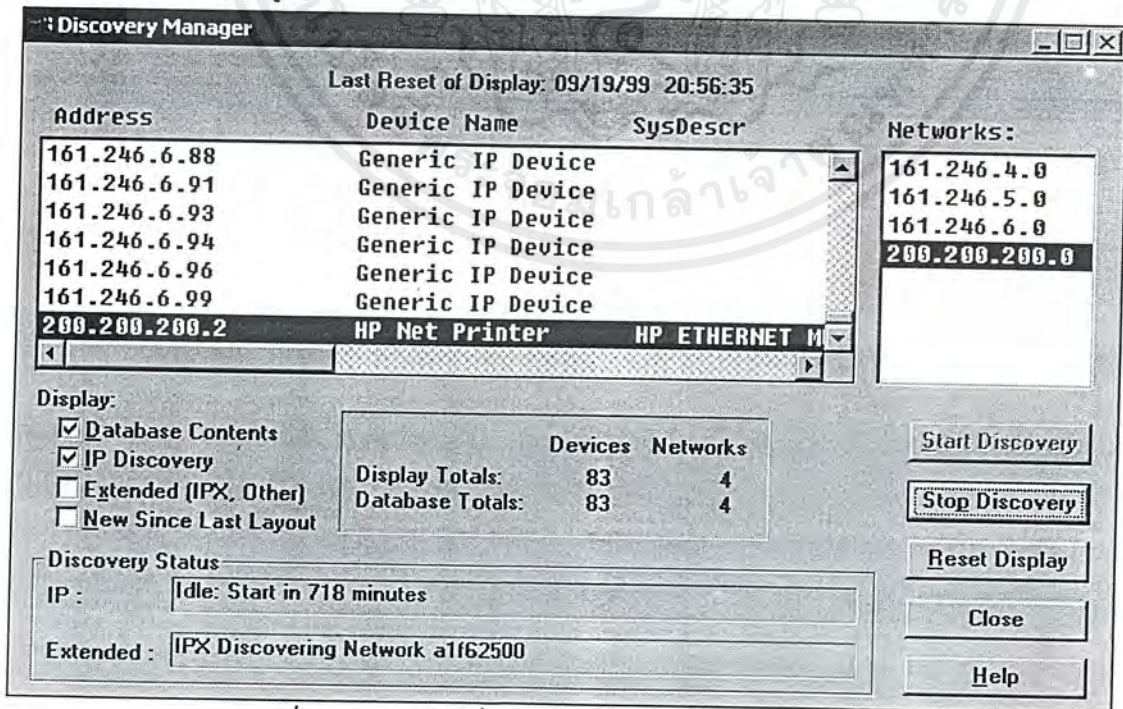 Discovery Manager
Last Reset of Display: 09/19/99 20:56:35
Address Device Name SysDescr
161.246.6.88 Generic IP Device
161.246.6.91 Generic IP Device
161.246.6.93 Generic IP Device
161.246.6.94 Generic IP Device
161.246.6.96 Generic IP Device
161.246.6.99 Generic IP Device
200.200.200.2 HP Net Printer HP ETHERNET M
Networks:
161.246.4.0
161.246.5.0
161.246.6.0
200.200.200.0
Display:
Database Contents
IP Discovery
Extended (IPX, Other)
New Since Last Layout
Devices Networks
Display Totals: 83 4
Database Totals: 83 4
Start Discovery
Stop Discovery
Reset Display
Close
Help
Discovery Status
IP : Idle: Start in 718 minutes
Extended : IPX Discovering Network a1f62500